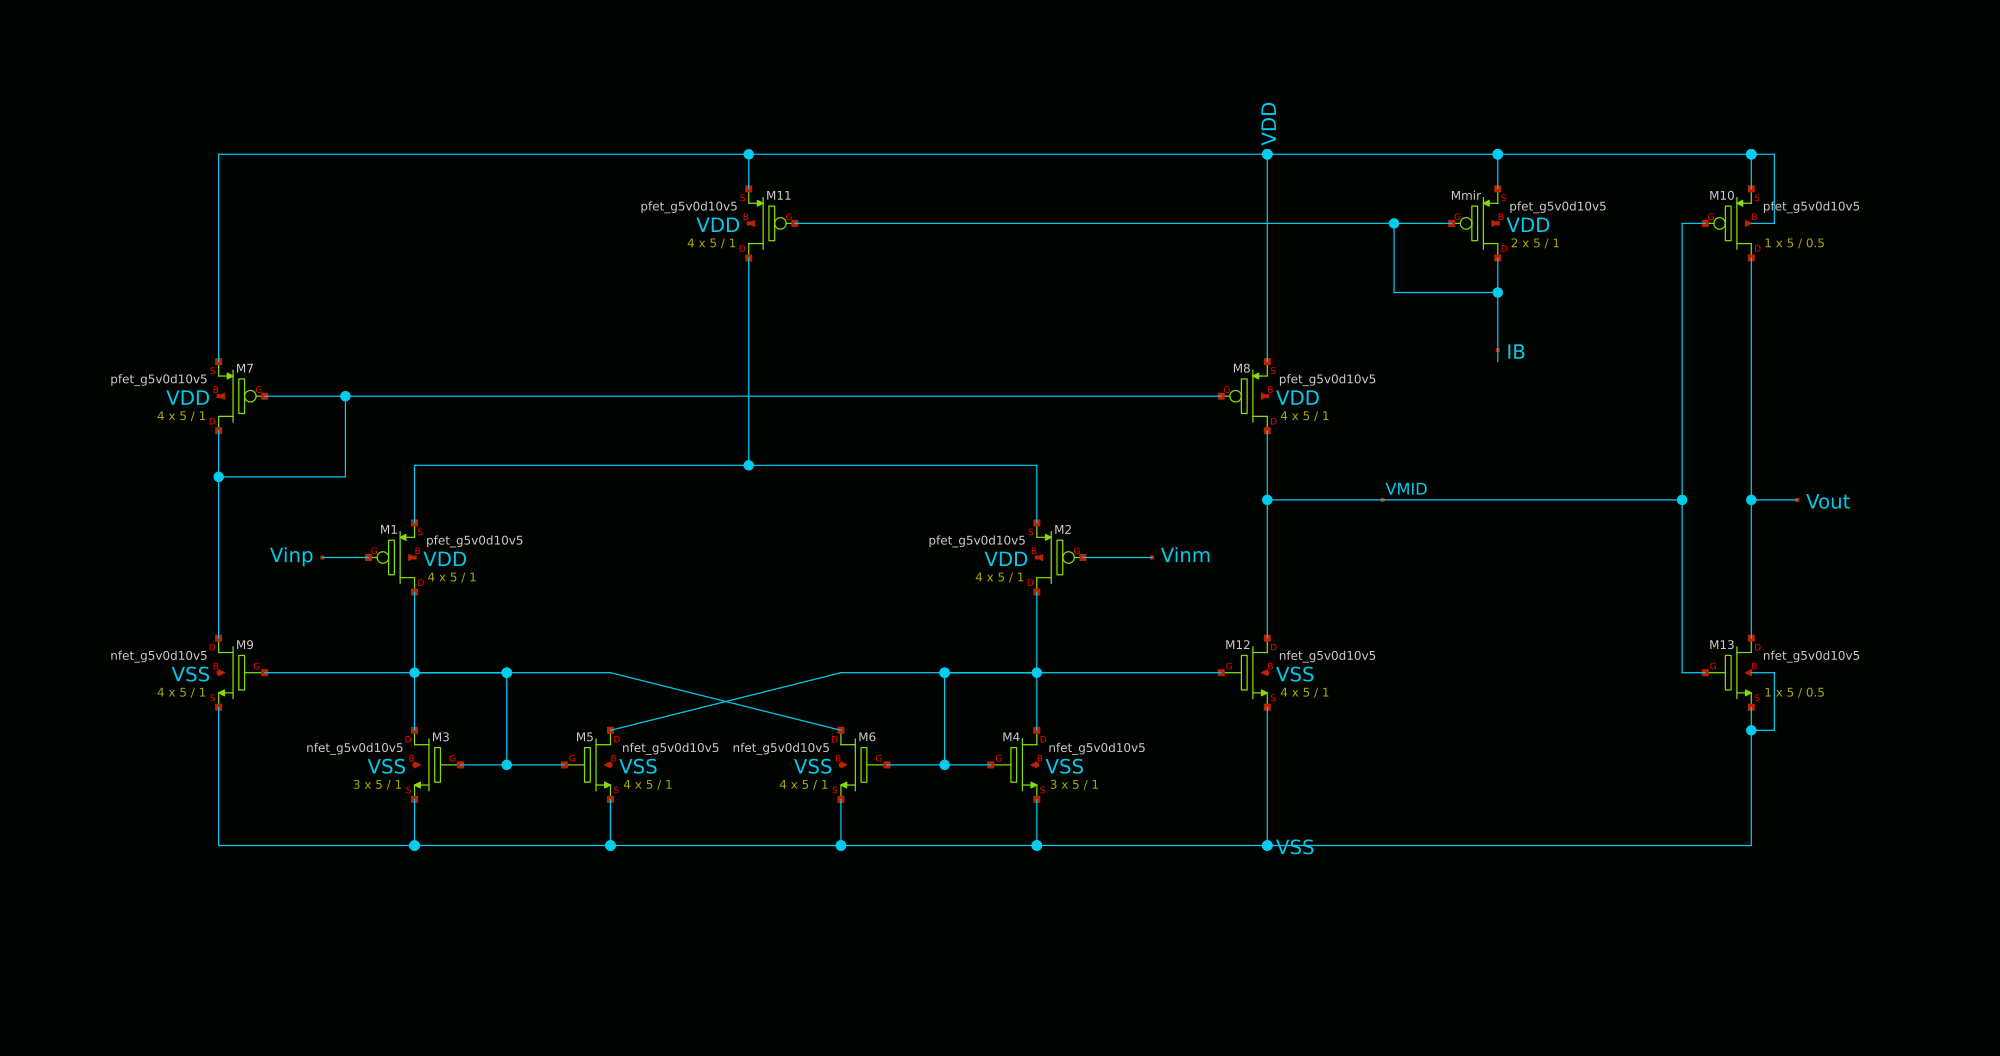 VDD
M11
pfet_g5v0d10v5
S
B
VDD
G
4 x 5 / 1
D
Mmir
pfet_g5v0d10v5
S
G
B
VDD
2 x 5 / 1
D
M10
pfet_g5v0d10v5
S
G
B
1 x 5 / 0.5
D
IB
M7
pfet_g5v0d10v5
S
B
VDD
G
4 x 5 / 1
D
M8
pfet_g5v0d10v5
S
G
B
VDD
4 x 5 / 1
D
VMID
Vout
M1
pfet_g5v0d10v5
S
Vinp
G
B
VDD
4 x 5 / 1
D
M2
pfet_g5v0d10v5
S
B
VDD
G
Vinm
4 x 5 / 1
D
M9
nfet_g5v0d10v5
D
B
VSS
G
4 x 5 / 1
S
M12
nfet_g5v0d10v5
D
G
B
VSS
4 x 5 / 1
S
M13
nfet_g5v0d10v5
D
G
B
1 x 5 / 0.5
S
M3
nfet_g5v0d10v5
D
B
VSS
G
3 x 5 / 1
S
M5
nfet_g5v0d10v5
D
G
B
VSS
4 x 5 / 1
S
M6
nfet_g5v0d10v5
D
B
VSS
G
4 x 5 / 1
S
M4
nfet_g5v0d10v5
D
G
B
VSS
3 x 5 / 1
S
VSS